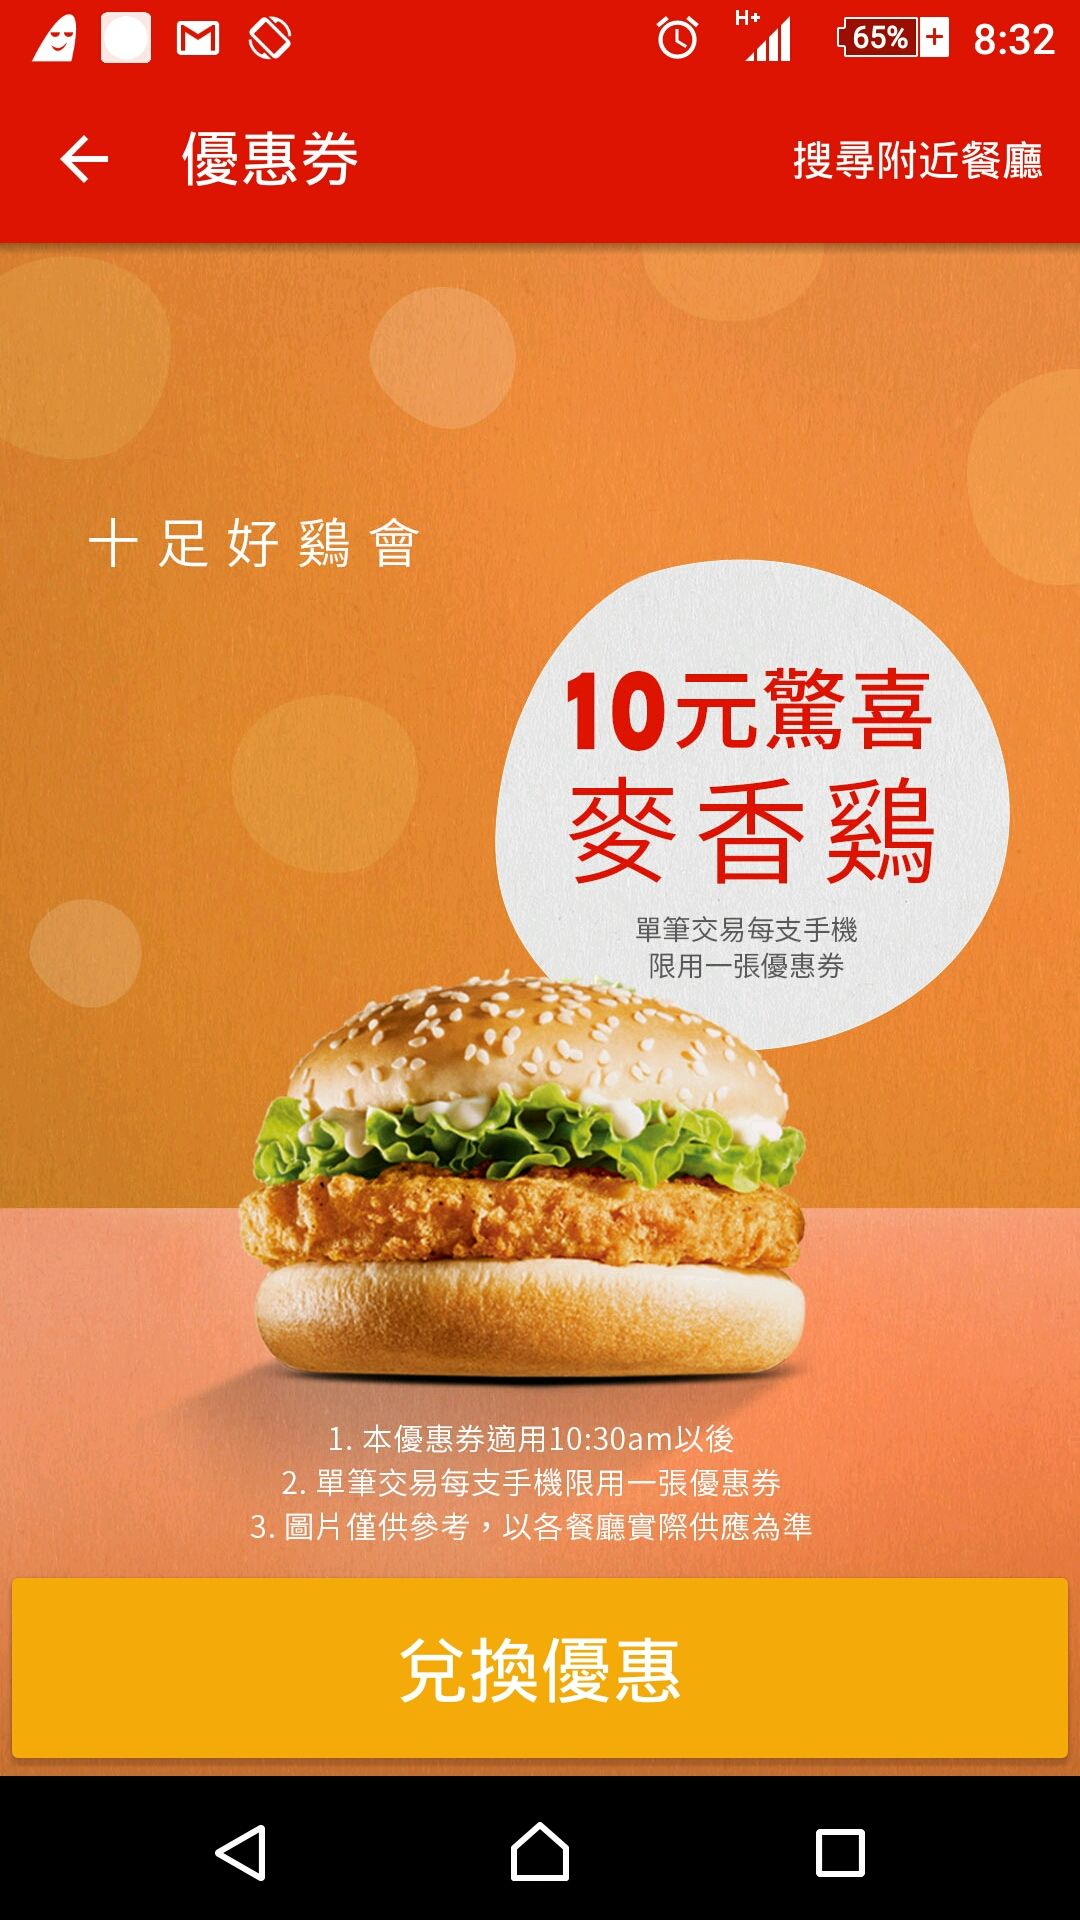 H+
65%
8:32
優惠券
搜尋附近餐廳
十足好鷄會
10元驚喜
麥香鷄
單筆交易每支手機
限用一張優惠券
1. 本優惠券適用10:30am以後
2. 單筆交易每支手機限用一張優惠券
3. 圖片僅供參考，以各餐廳實際供應為準
兌換優惠